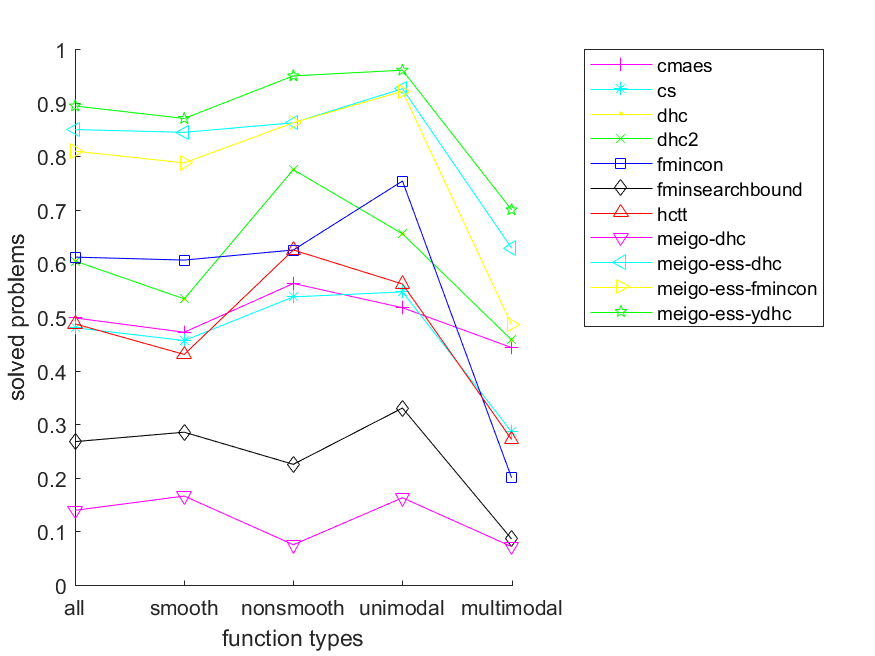 1
0.9
0.8
0.7
0.6
0.5
0.4
0.3
0.2
0.1
0
solved problems
all smooth nonsmooth unimodal multimodal
function types
cmaes
cs
dhc
dhc2
fmincon
fminsearchbound
hctt
meigo-dhc
meigo-ess-dhc
meigo-ess-fmincon
meigo-ess-ydhc